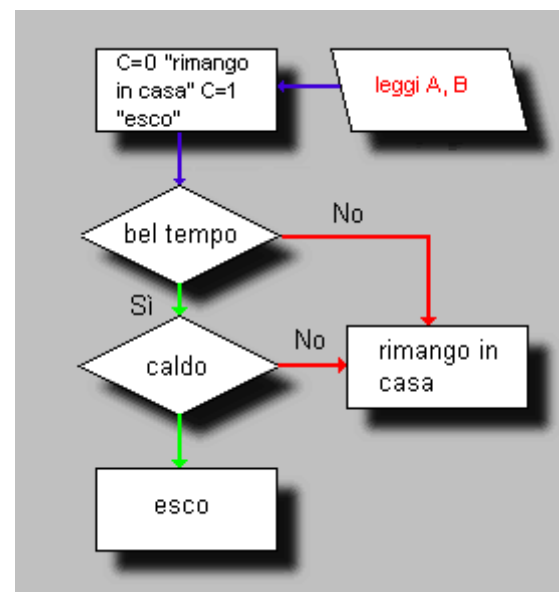 C=0 "rimango
in casa" C=1
"esco"
leggi A, B
bel tempo
No
Sì
caldo
No
rimango in
casa
esco